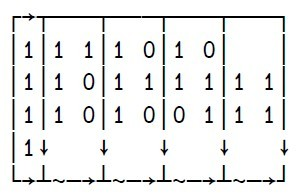 ┌→┬───┬───┬───┬───┐
│1│1 1│1 0│1 0│   │
│1│1 0│1 1│1 1│1 1│
│1│1 0│1 0│0 1│1 1│
│1↓   ↓   ↓   ↓   ↓
└→┴~─→┴~─→┴~─→┴~─→┘